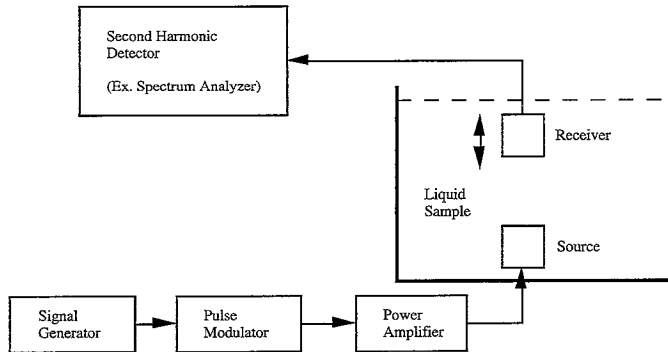 Second Harmonic
Detector
(Ex. Spectrum Analyzer)
Receiver
Liquid
Sample
Source
Signal
Generator
Pulse
Modulator
Power
Amplifier